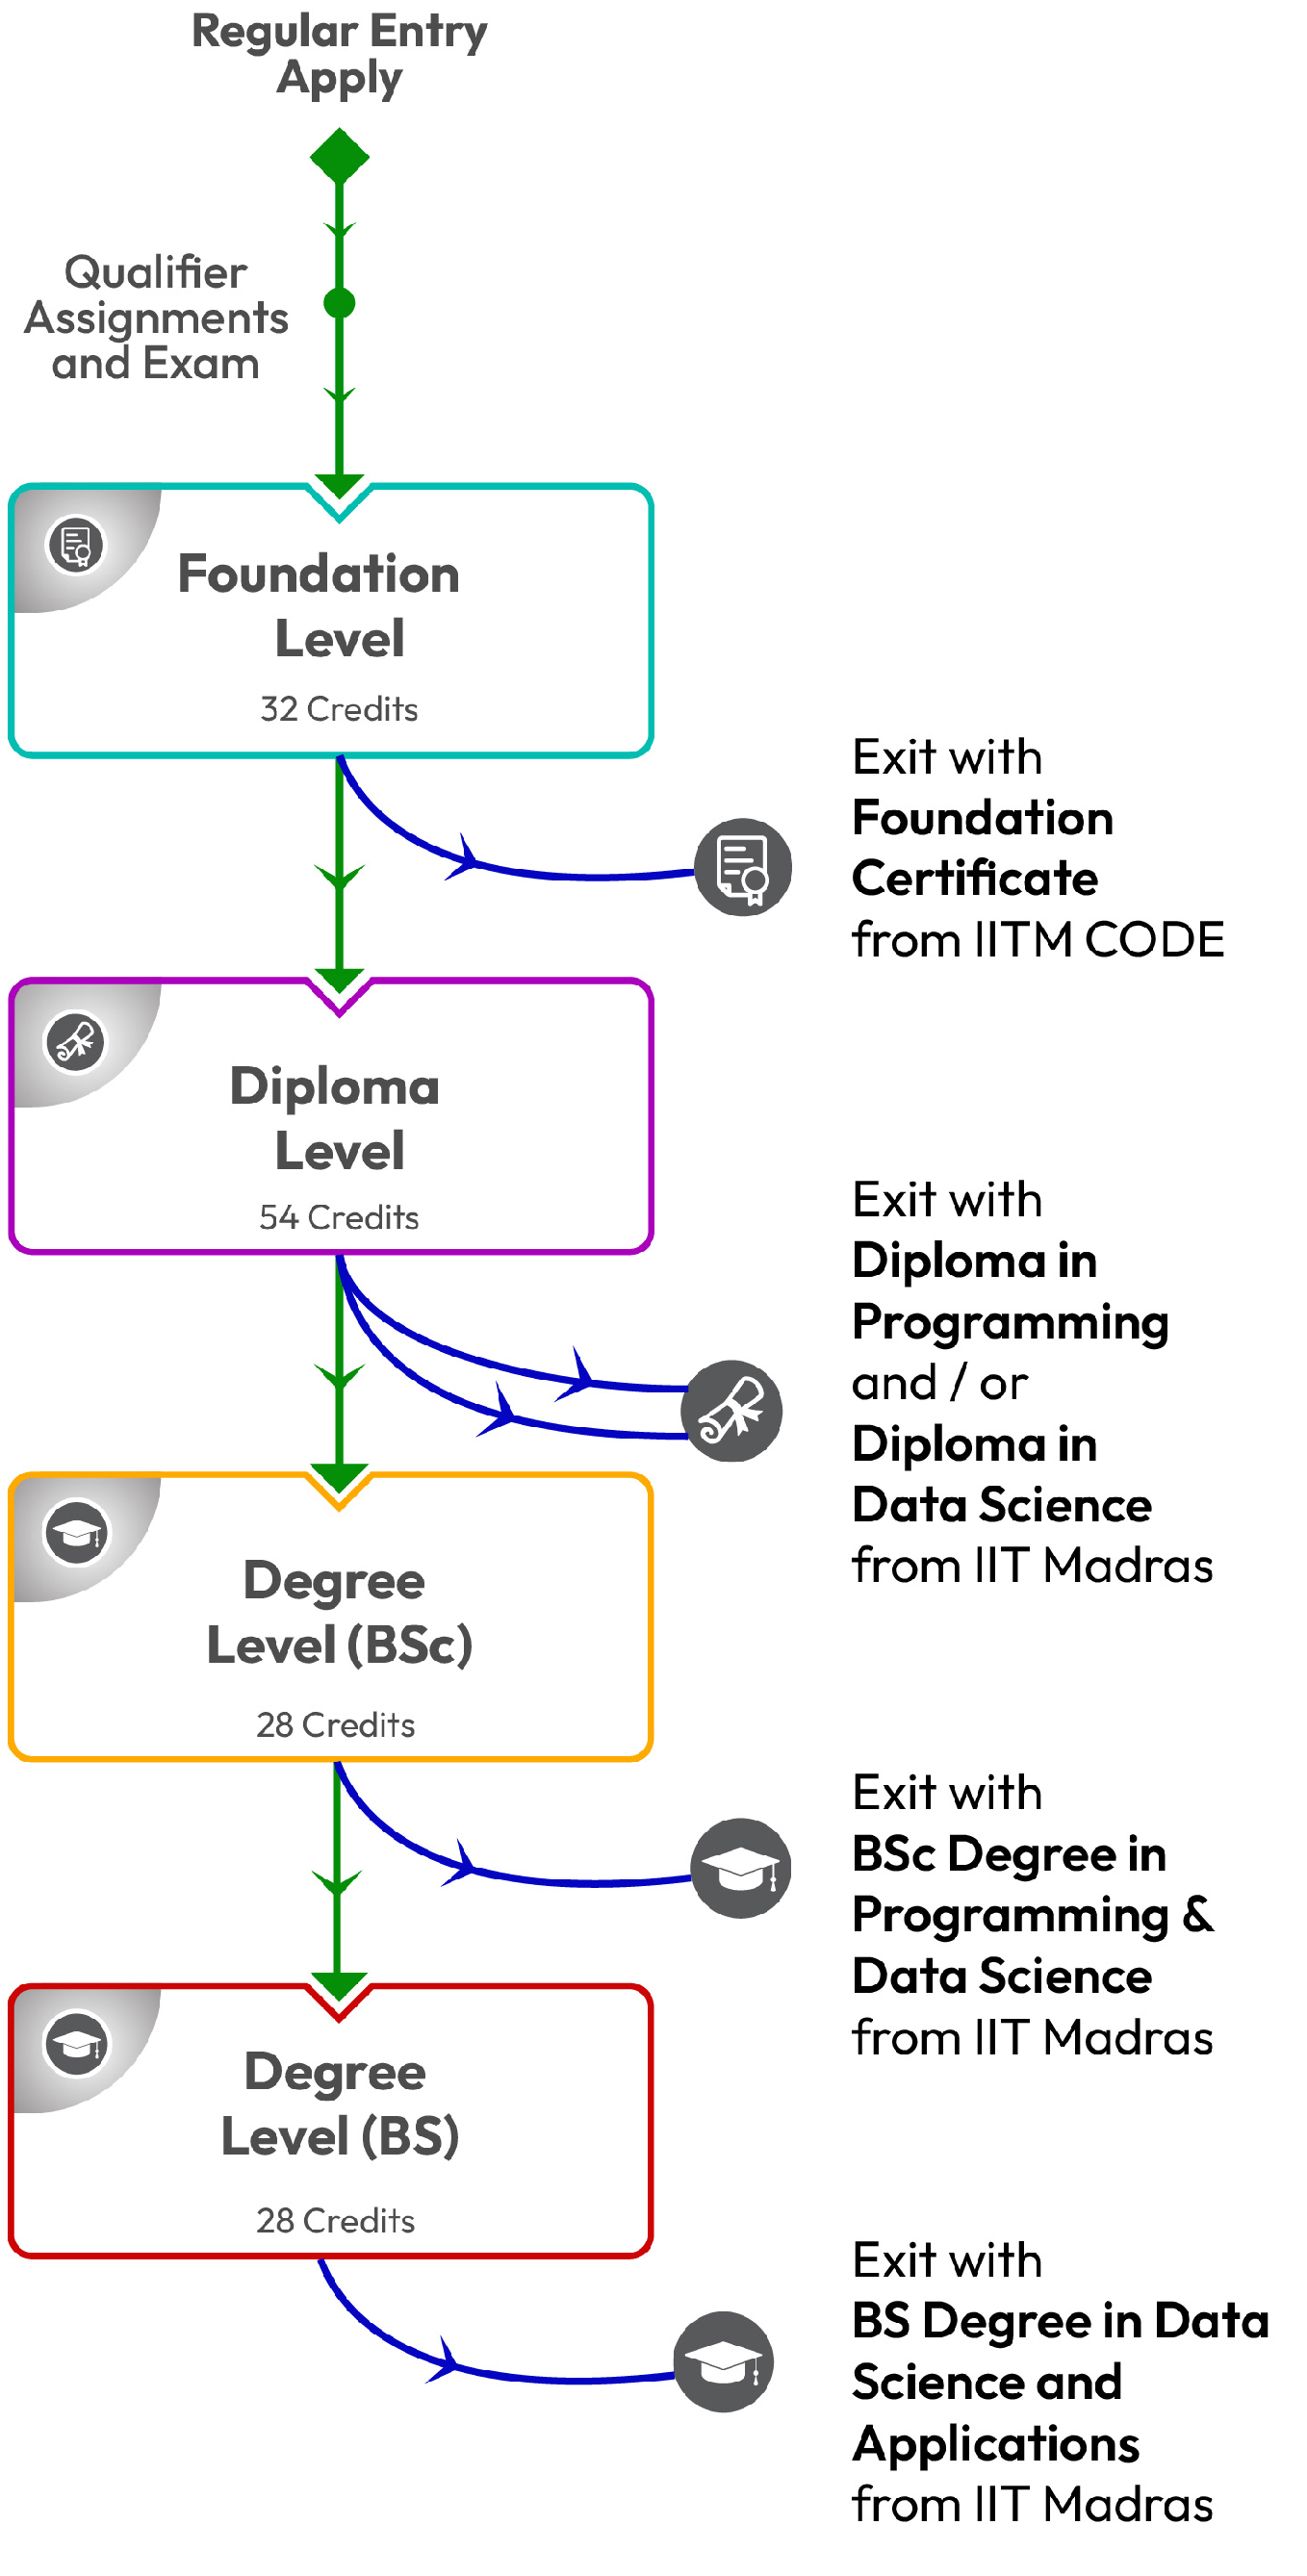 Regular Entry
Apply
Qualifier
Assignments
and Exam
Foundation
Level
32 Credits
Exit with
Foundation
Certificate
from IITM CODE
Diploma
Level
54 Credits
Exit with
Diploma in
Programming
and / or
Diploma in
Data Science
from IIT Madras
Degree
Level (BSc)
28 Credits
Exit with
BSc Degree in
Programming &
Data Science
from IIT Madras
Degree
Level (BS)
28 Credits
Exit with
BS Degree in Data
Science and
Applications
from IIT Madras